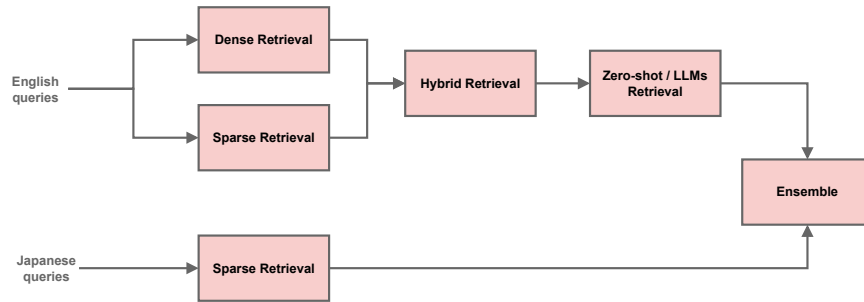 English
queries
Dense Retrieval
Sparse Retrieval
Hybrid Retrieval
Zero-shot / LLMs
Retrieval
Ensemble
Japanese
queries
Sparse Retrieval